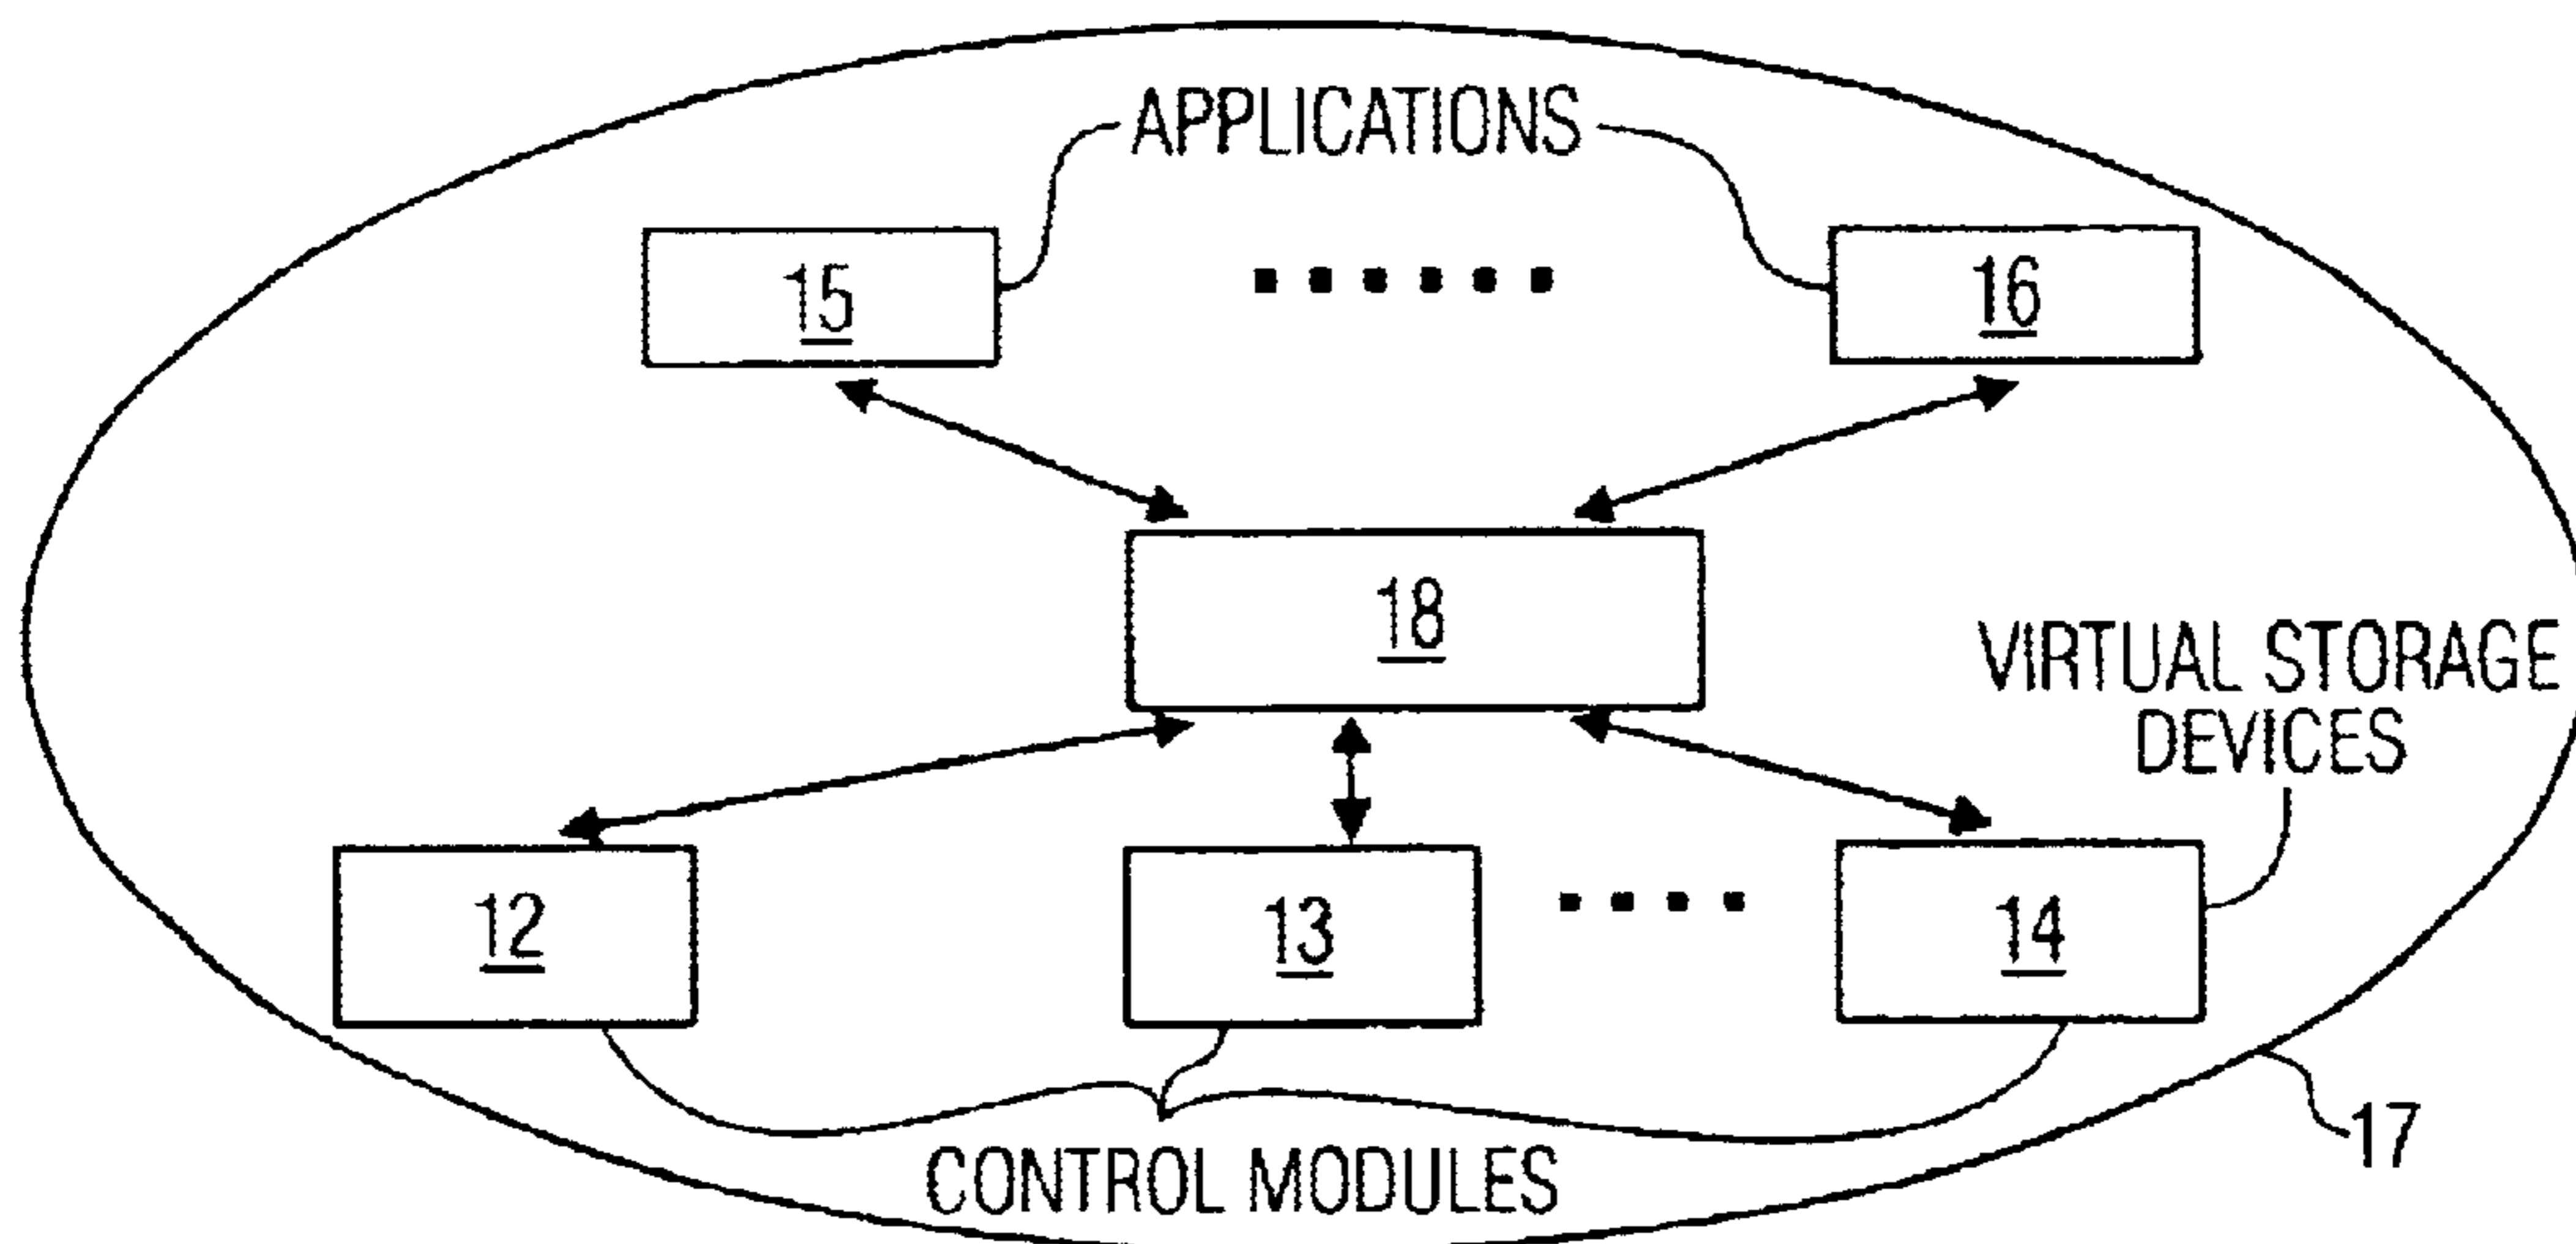 APPLICATIONS
15
16
18
VIRTUAL STORAGE
DEVICES
12
13
14
17
CONTROL MODULES